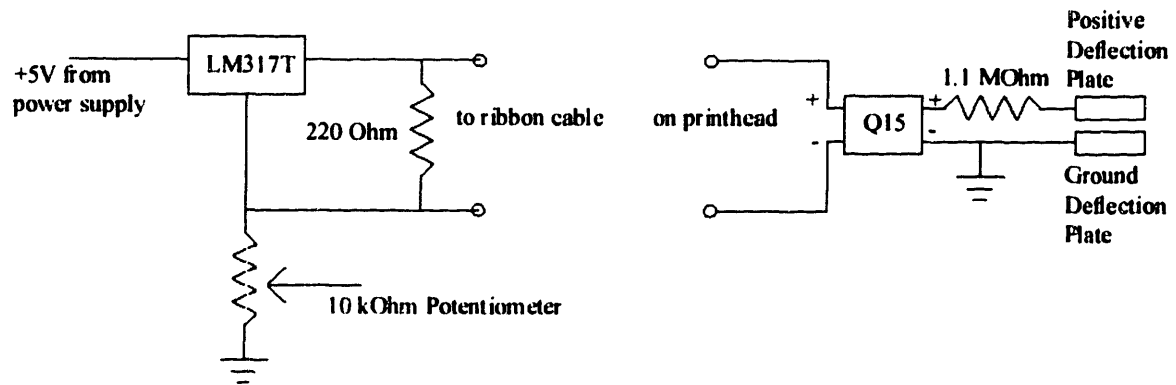 +5V from
power supply
LM317T
220 Ohm
to ribbon cable
10 kOhm Potentiometer
on printhead
+
-
Q15
+
-
1.1 MOhm
Positive
Deflection
Plate
Ground
Deflection
Plate